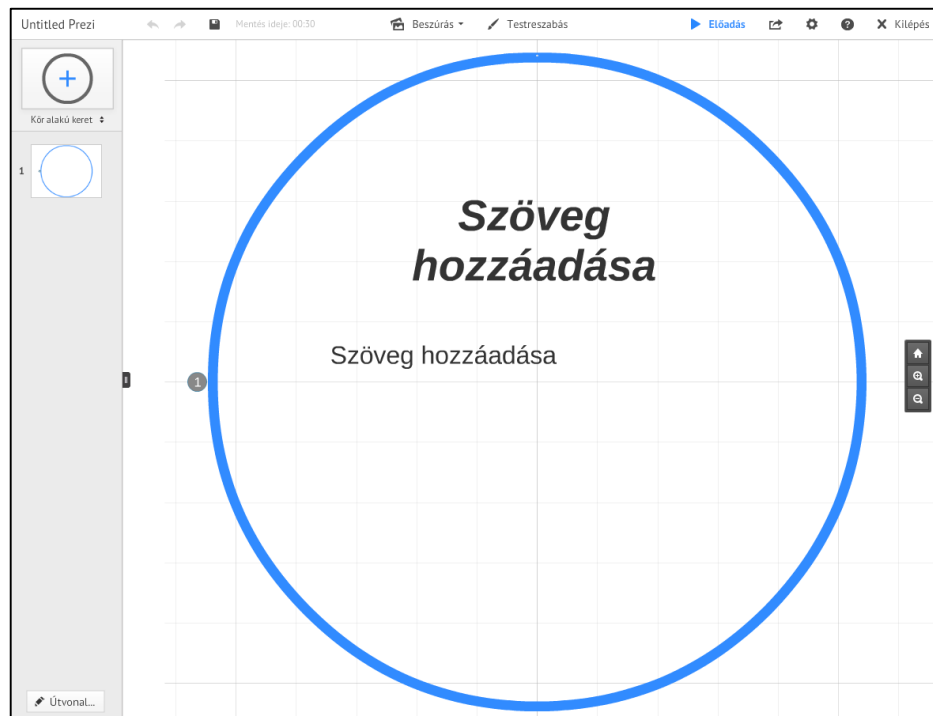 Untitled Prezi
Mentés ideje: 00:30
Beszúrás
Testreszabás
Előadás
Kilépés
Kör alakú keret
1
Szöveg
hozzáadása
Szöveg hozzáadása
1
Útvonal...